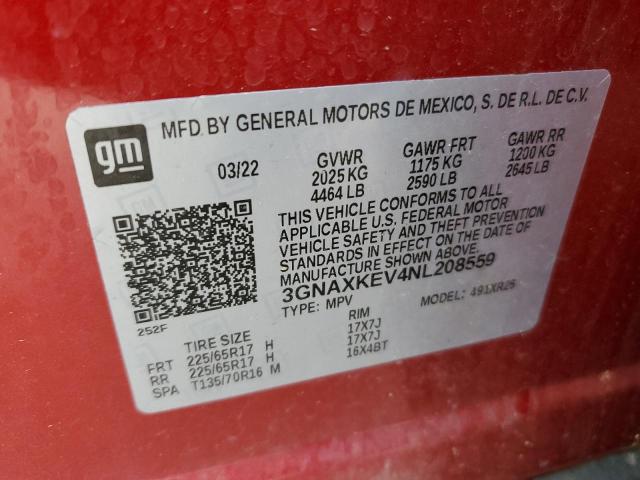 gm
MFD BY GENERAL MOTORS DE MEXICO, S. DE R.L. DE C.V.
03/22 GVWR GAWR FRT GAWR RR
2025 KG 1175 KG 1200 KG
4464 LB 2590 LB 2645 LB
THIS VEHICLE CONFORMS TO ALL
APPLICABLE U.S. FEDERAL MOTOR
VEHICLE SAFETY AND THEFT PREVENTION
STANDARDS IN EFFECT ON THE DATE OF
MANUFACTURE SHOWN ABOVE.
3GNAXKEV4NL208559
TYPE: MPV MODEL: 491XR26
252F
TIRE SIZE RIM
FRT 225/65R17 H 17X7J
RR 225/65R17 H 17X7J
SPA T135/70R16 M 16X4BT